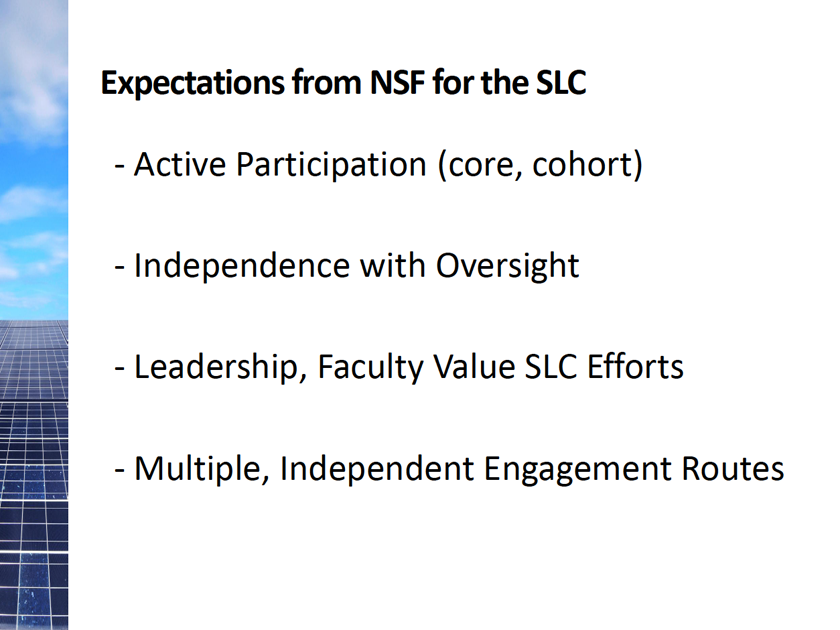 Expectations from NSF for the SLC
- Active Participation (core, cohort)
- Independence with Oversight
- Leadership, Faculty Value SLC Efforts
- Multiple, Independent Engagement Routes